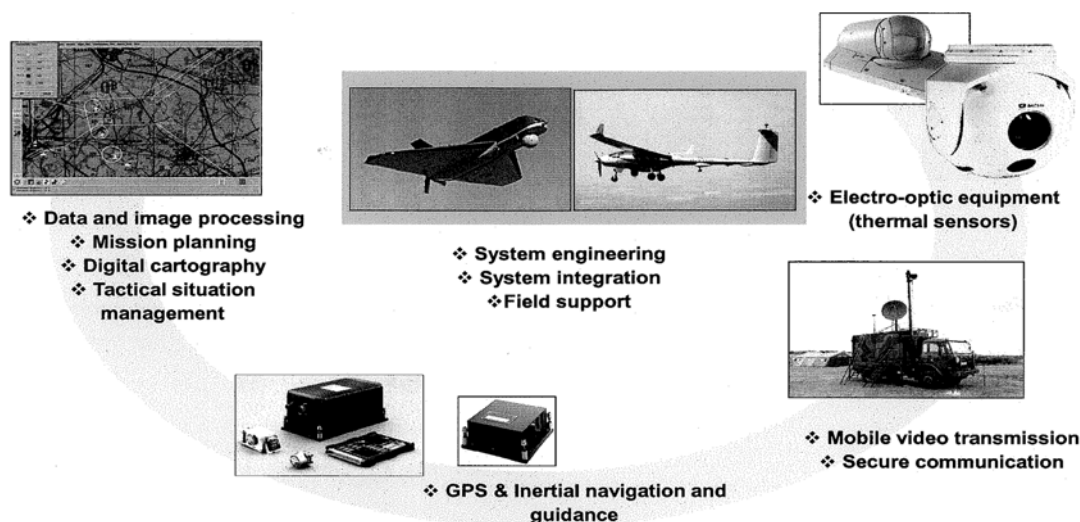 ❖ Data and image processing
❖ Mission planning
❖ Digital cartography
❖ Tactical situation
management
❖ System engineering
❖ System integration
❖Field support
❖ Electro-optic equipment
(thermal sensors)
❖ Mobile video transmission
❖ Secure communication
❖ GPS & Inertial navigation and
guidance